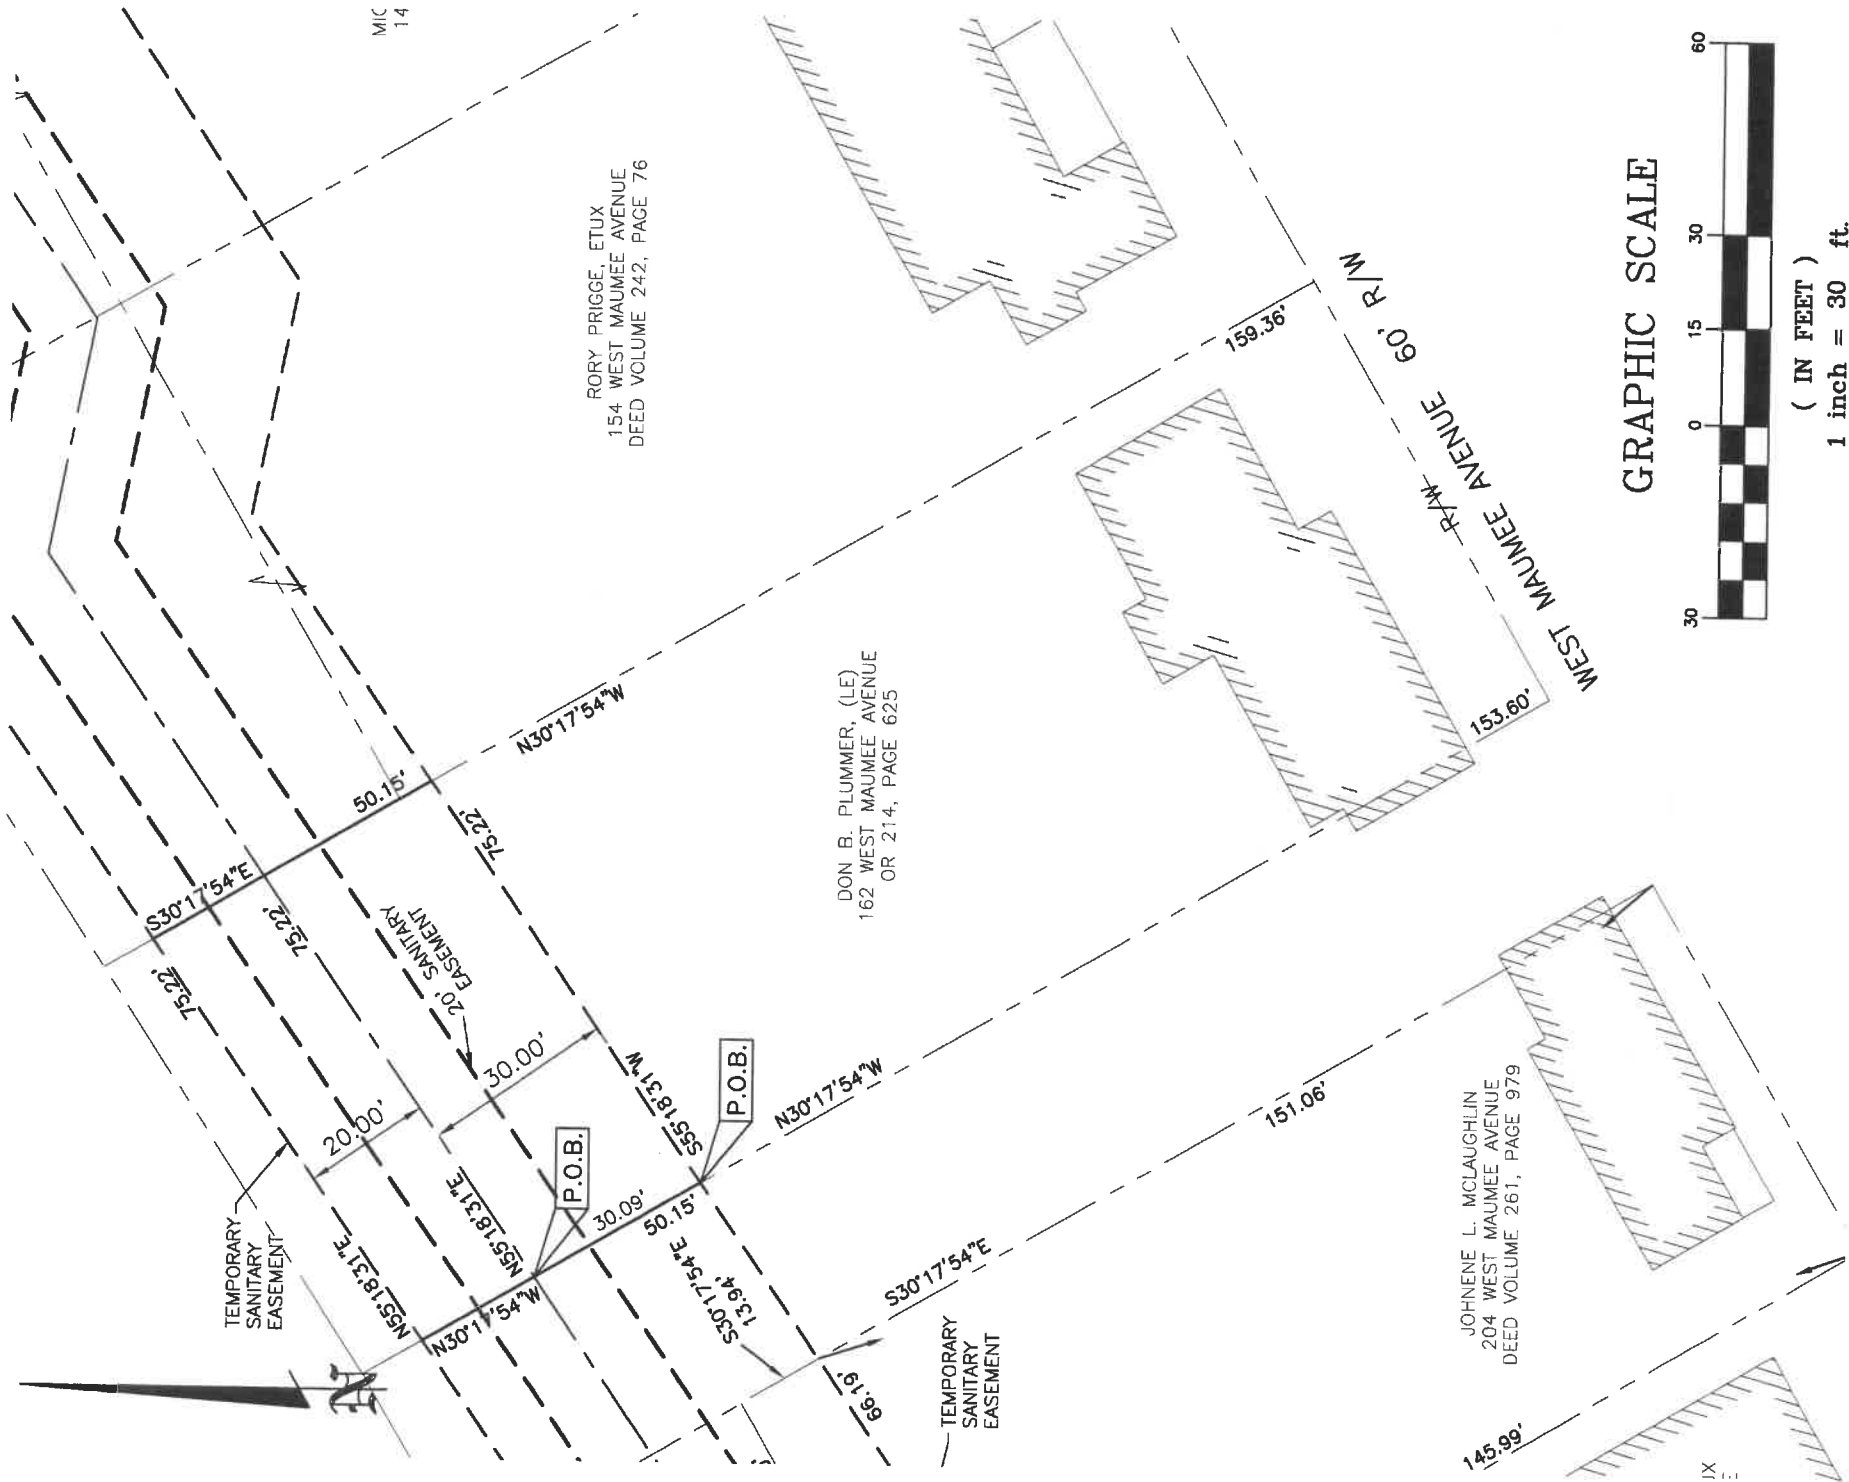 MIC
14
RORY PRIGGE, ETUX
154 WEST MAUMEE AVENUE
DEED VOLUME 242, PAGE 76
159.36'
N30°17'54"W
50.15'
S30°17'54"E
75.22'
75.22'
75.22'
20' SANITARY
EASEMENT
DON B. PLUMMER, (LE)
162 WEST MAUMEE AVENUE
OR 214, PAGE 625
WEST MAUMEE AVENUE 60' R/W
R/W
153.60'
TEMPORARY
SANITARY
EASEMENT
20.00'
30.00'
N55°18'31"E
N55°18'31"E
S55°18'31"W
P.O.B.
P.O.B.
N30°17'54"W
30.09'
50.15'
S30°17'54"E
13.94'
N30°17'54"W
S30°17'54"E
151.06'
66.19'
TEMPORARY
SANITARY
EASEMENT
JOHNENE L. MCLAUGHLIN
204 WEST MAUMEE AVENUE
DEED VOLUME 261, PAGE 979
145.99'
UX
N
GRAPHIC SCALE
30 0 15 30 60
( IN FEET )
1 inch = 30 ft.